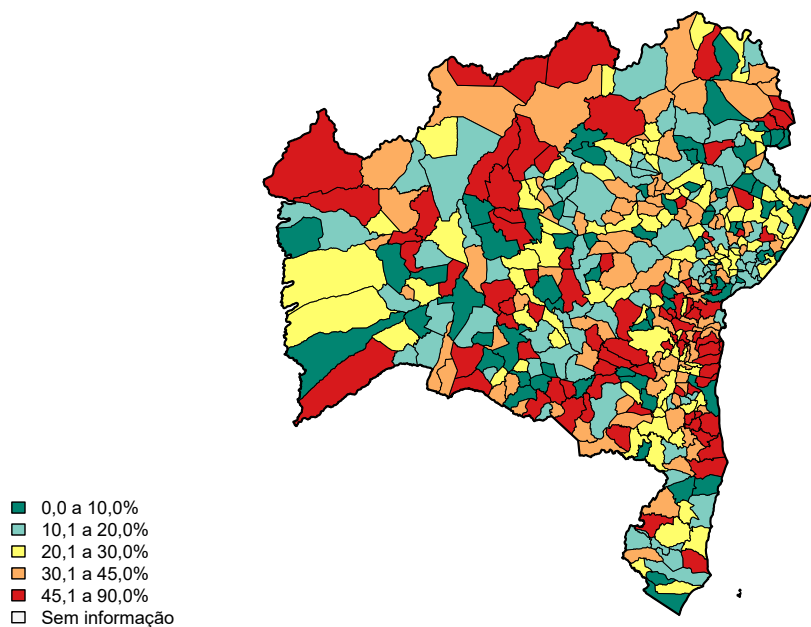 0,0 a 10,0%
10,1 a 20,0%
20,1 a 30,0%
30,1 a 45,0%
45,1 a 90,0%
Sem informação